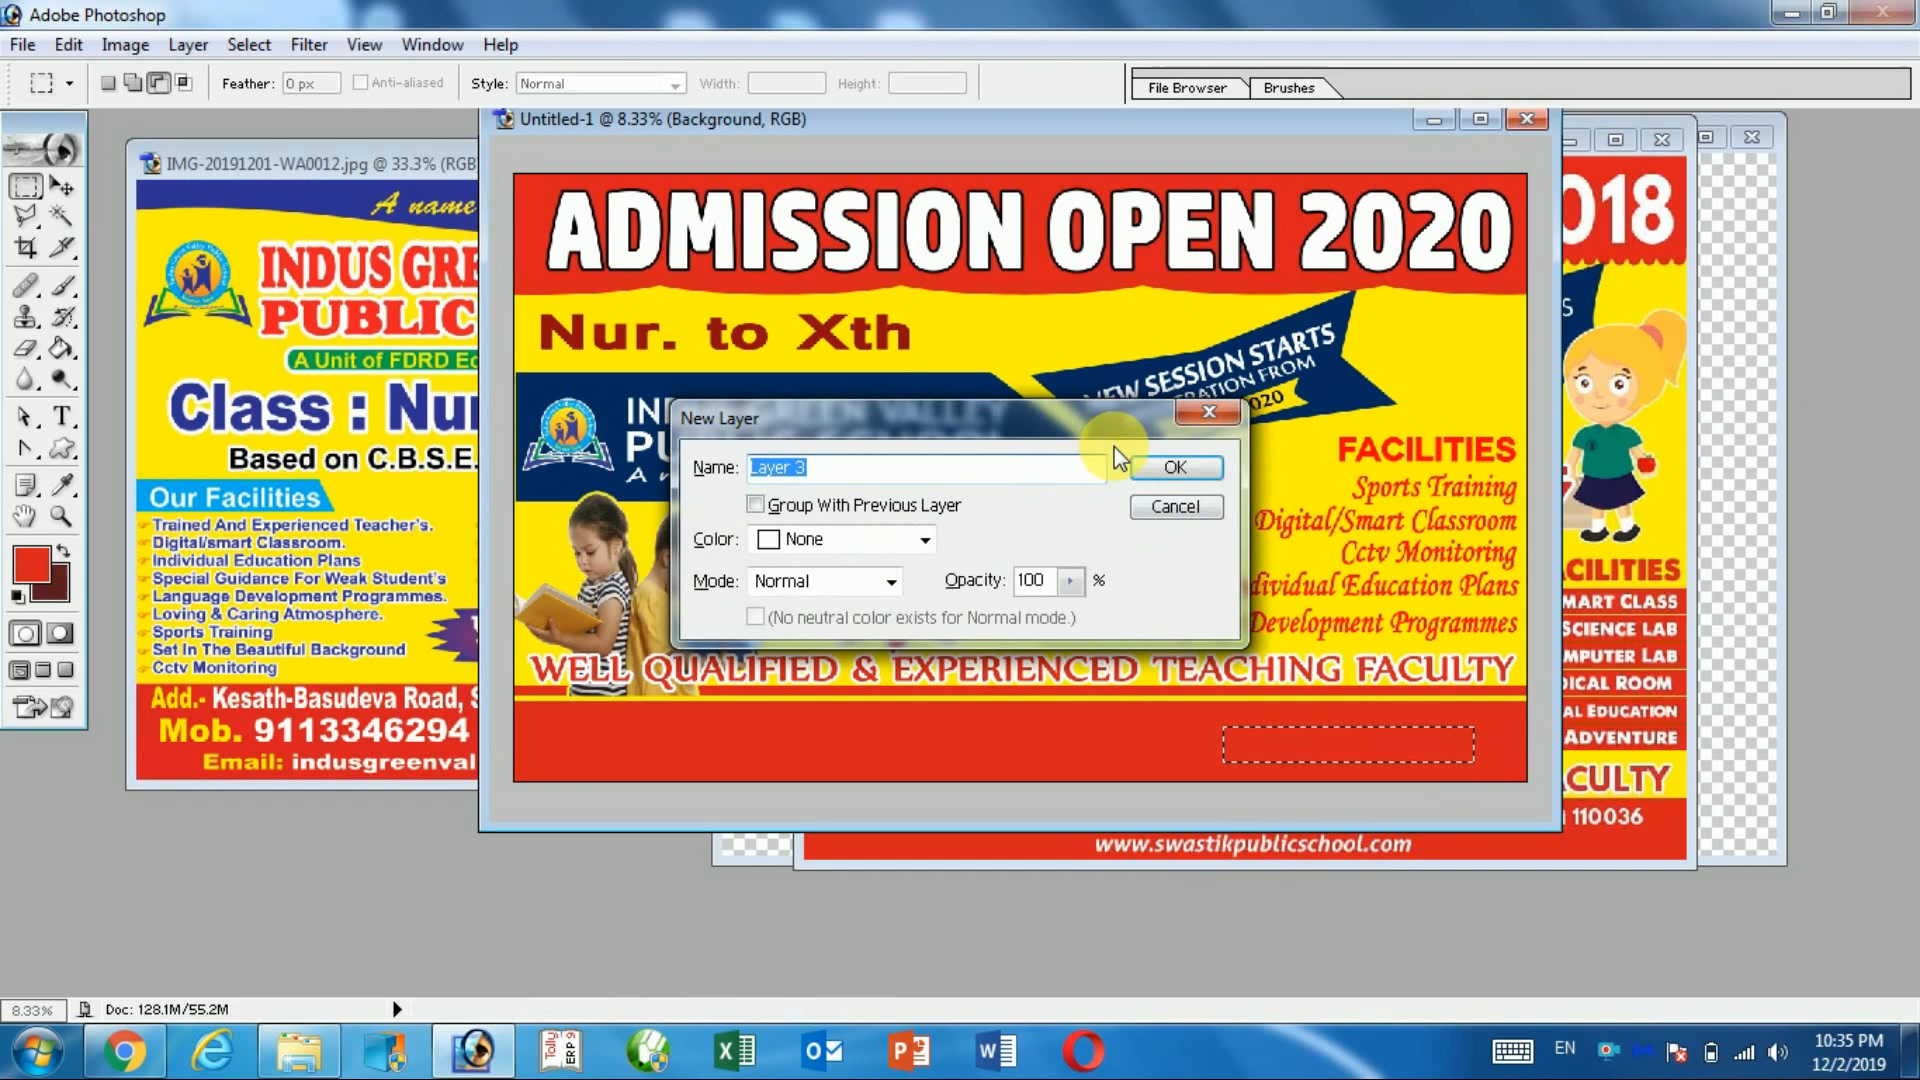 Adobe Photoshop
File Edit Image Layer Select Filter View Window Help
Feather: 0 px Anti-aliased Style: Normal Width: Height: File Browser Brushes
Untitled-1 @ 8.33% (Background, RGB)
IMG-20191201-WA0012.jpg @ 33.3% (RGB
A name
INDUS GRE
PUBLIC
A Unit of FDRD Ed
Class : Nu
Based on C.B.S.E.
Our Facilities
Trained And Experienced Teacher's.
Digital/smart Classroom.
Individual Education Plans
Special Guidance For Weak Student's
Language Development Programmes.
Loving & Caring Atmosphere.
Sports Training
Set In The Beautiful Background
Cctv Monitoring
Add.- Kesath-Basudeva Road, S
Mob. 9113346294
Email: indusgreenval
ADMISSION OPEN 2020
Nur. to Xth
NEW SESSION STARTS
FROM
2020
FACILITIES
Sports Training
Digital/Smart Classroom
Cctv Monitoring
dividual Education Plans
Development Programmes
WELL QUALIFIED & EXPERIENCED TEACHING FACULTY
New Layer
Name: Layer 3
OK
Group With Previous Layer
Cancel
Color: None
Mode: Normal Opacity: 100 %
(No neutral color exists for Normal mode.)
018
S
CILITIES
MART CLASS
SCIENCE LAB
MPUTER LAB
DICAL ROOM
AL EDUCATION
ADVENTURE
CULTY
110036
www.swastikpublicschool.com
8.33% Doc: 128.1M/55.2M
Tally ERP 9
EN
10:35 PM
12/2/2019